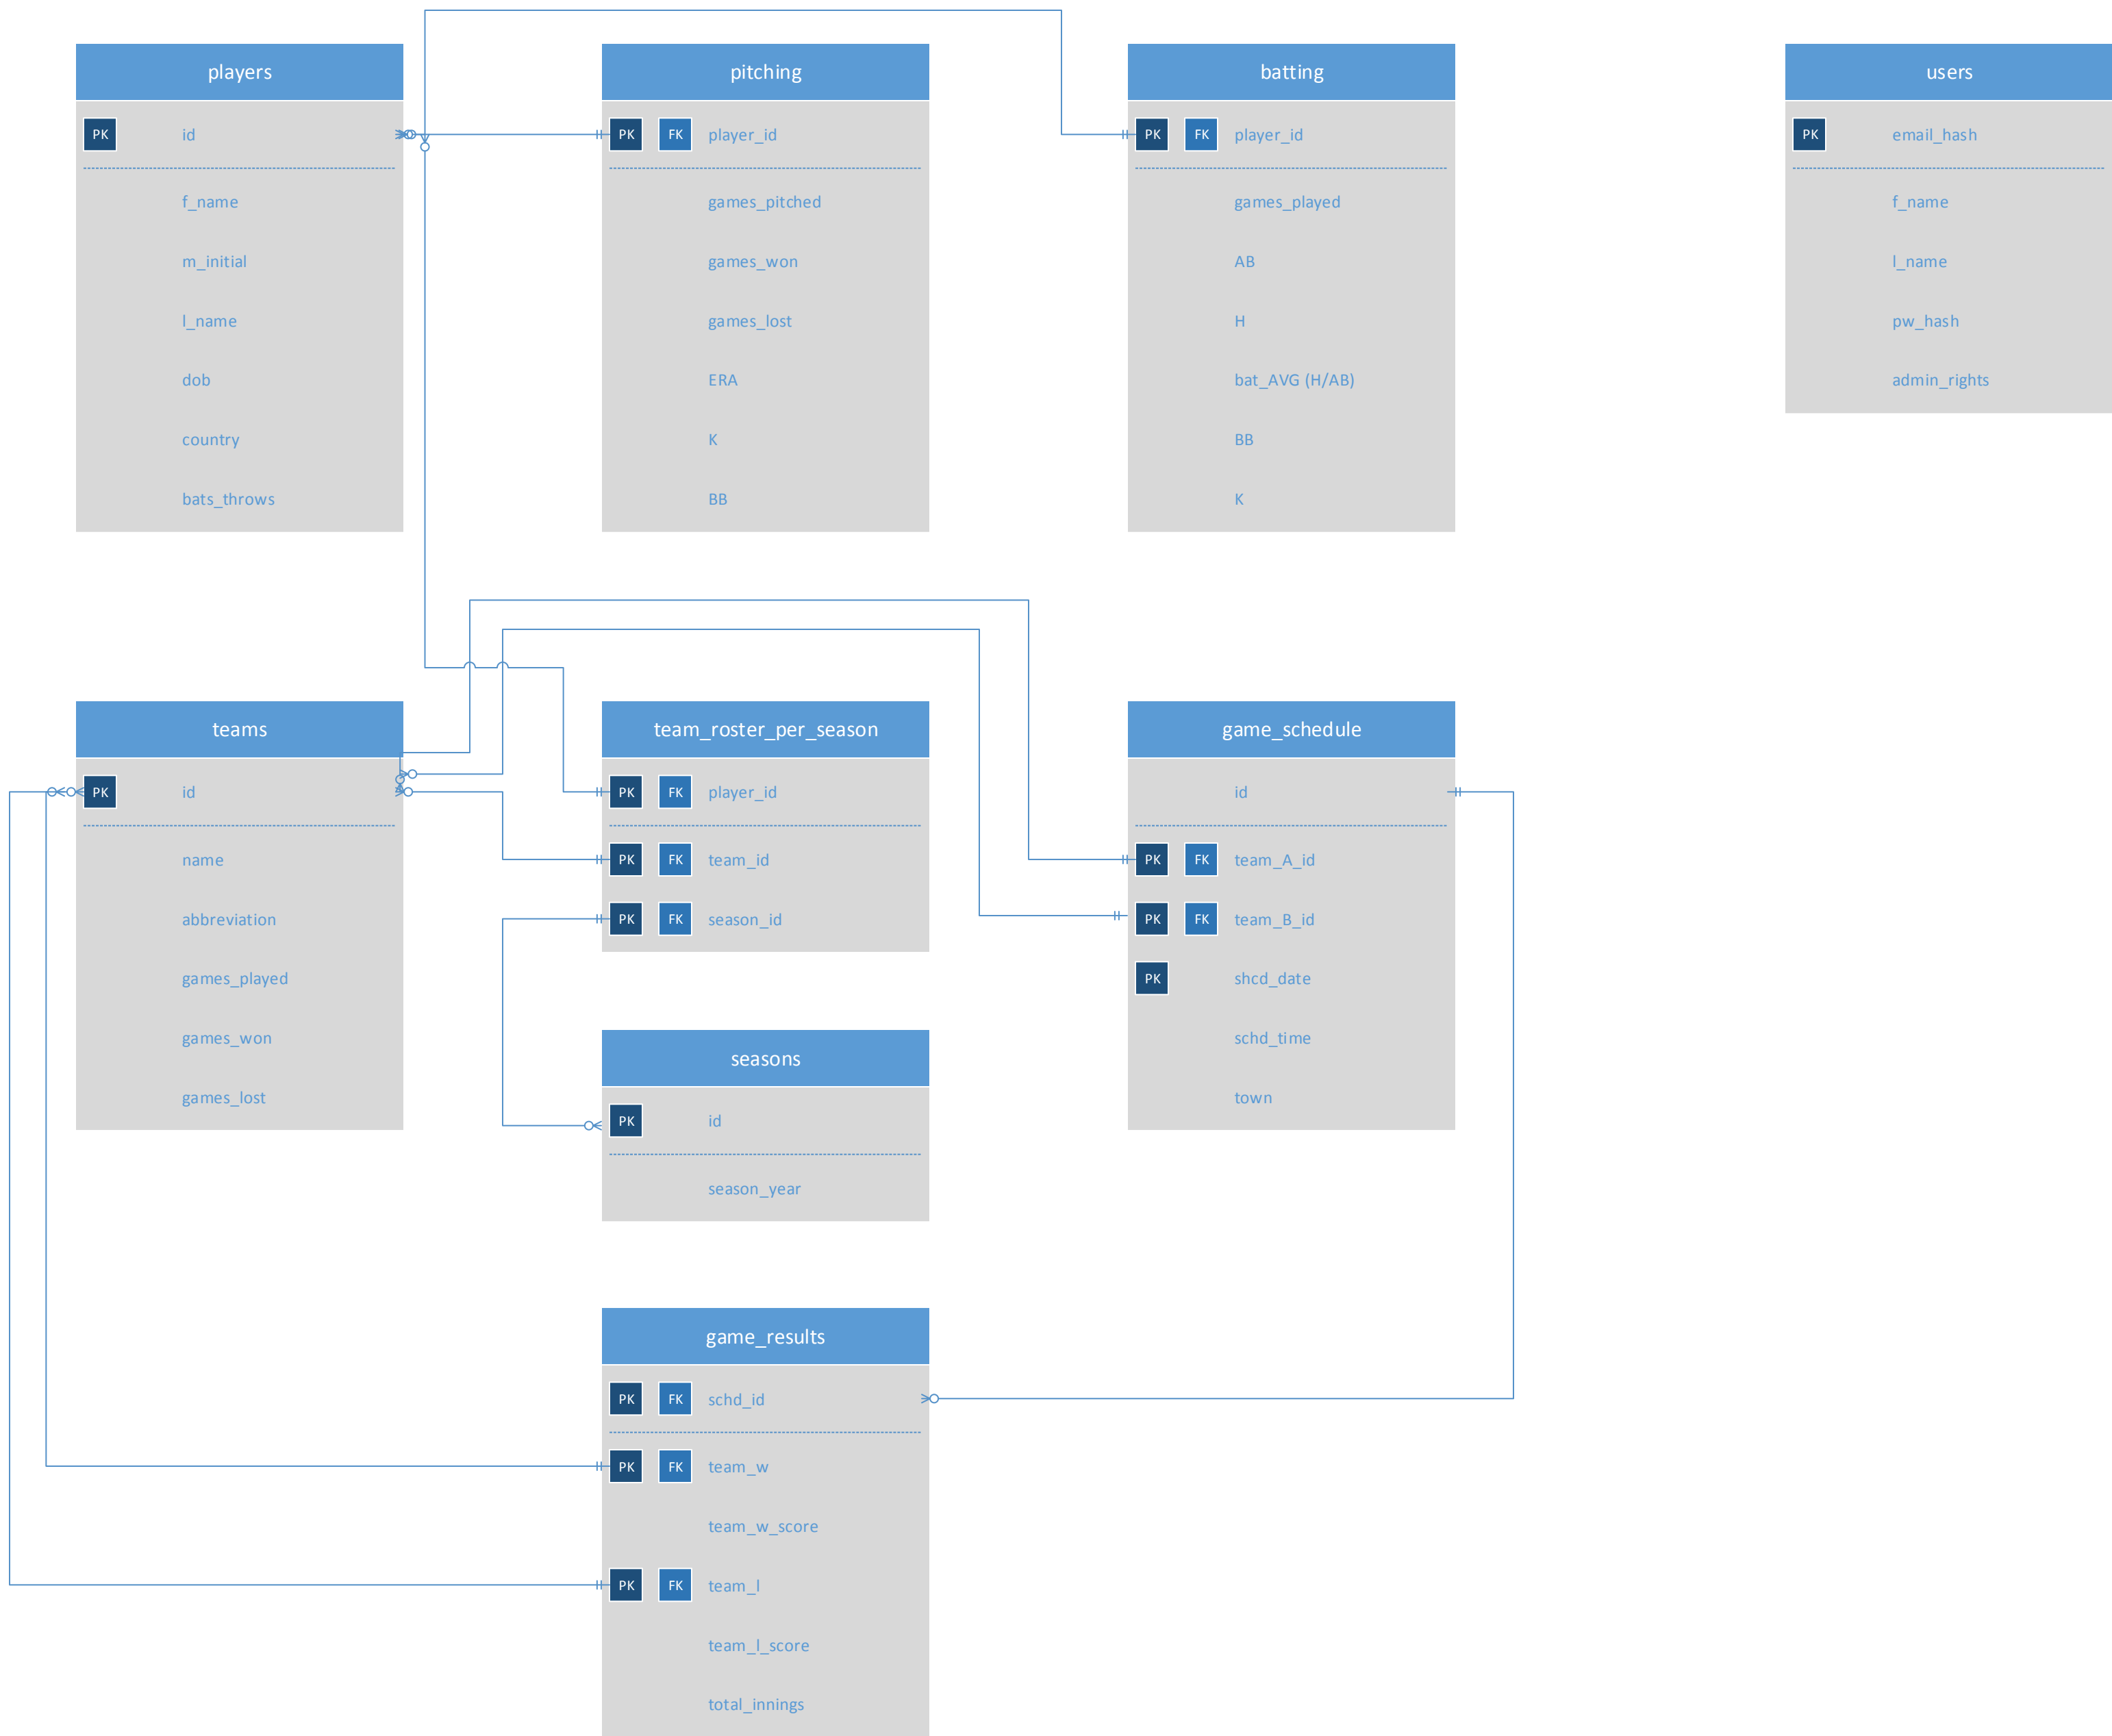 players
PK id
f_name
m_initial
l_name
dob
country
bats_throws
pitching
PK FK player_id
games_pitched
games_won
games_lost
ERA
K
BB
batting
PK FK player_id
games_played
AB
H
bat_AVG (H/AB)
BB
K
users
PK email_hash
f_name
l_name
pw_hash
admin_rights
teams
PK id
name
abbreviation
games_played
games_won
games_lost
team_roster_per_season
PK FK player_id
PK FK team_id
PK FK season_id
game_schedule
id
PK FK team_A_id
PK FK team_B_id
PK shcd_date
schd_time
town
seasons
PK id
season_year
game_results
PK FK schd_id
PK FK team_w
team_w_score
PK FK team_l
team_l_score
total_innings